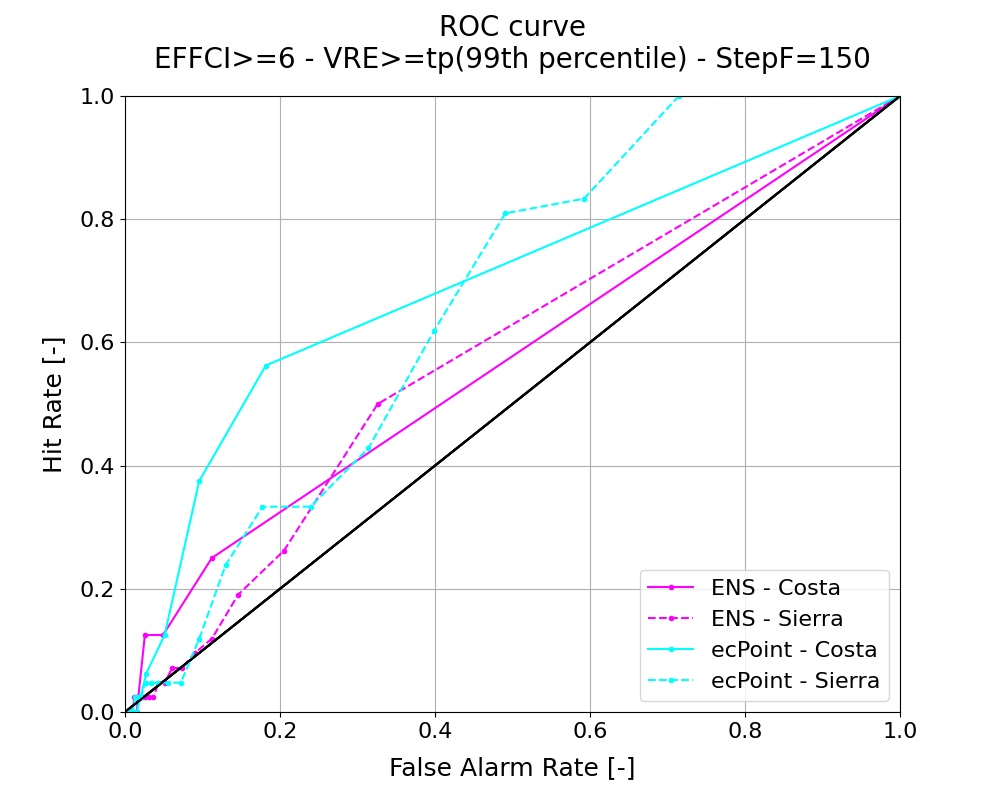 ROC curve
EFFCI>=6 - VRE>=tp(99th percentile) - StepF=150
1.0
0.8
0.6
0.4
0.2
0.0
Hit Rate [-]
0.0 0.2 0.4 0.6 0.8 1.0
False Alarm Rate [-]
ENS - Costa
ENS - Sierra
ecPoint - Costa
ecPoint - Sierra